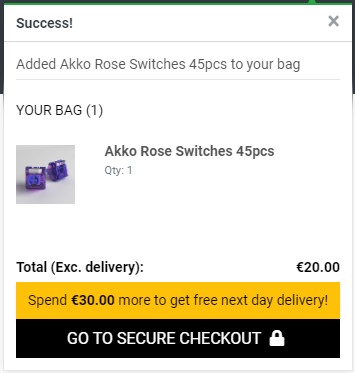 Success!
×
Added Akko Rose Switches 45pcs to your bag
YOUR BAG (1)
Akko Rose Switches 45pcs
Qty: 1
Total (Exc. delivery): €20.00
Spend €30.00 more to get free next day delivery!
GO TO SECURE CHECKOUT